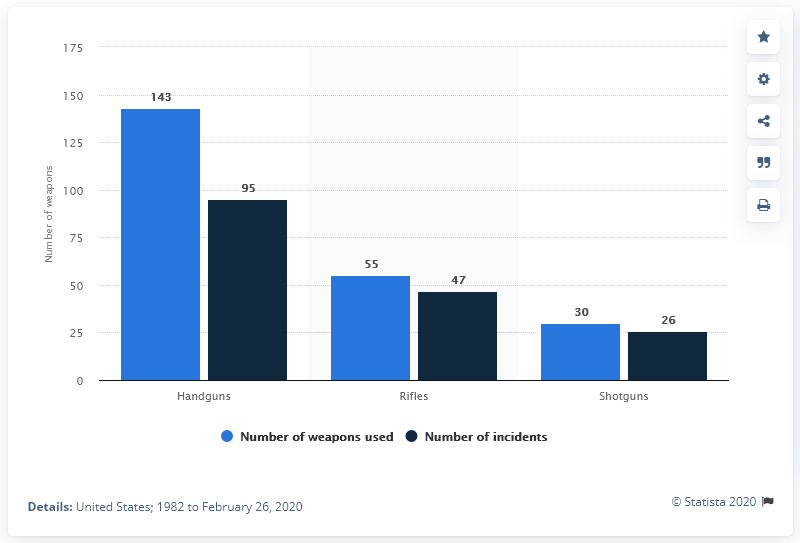 175
150
125
100
75
50
25
0
Number of weapons
143
95
55
47
30
26
Handguns
Rifles
Shotguns
Number of weapons used
Number of incidents
Details: United States; 1982 to February 26, 2020
© Statista 2020